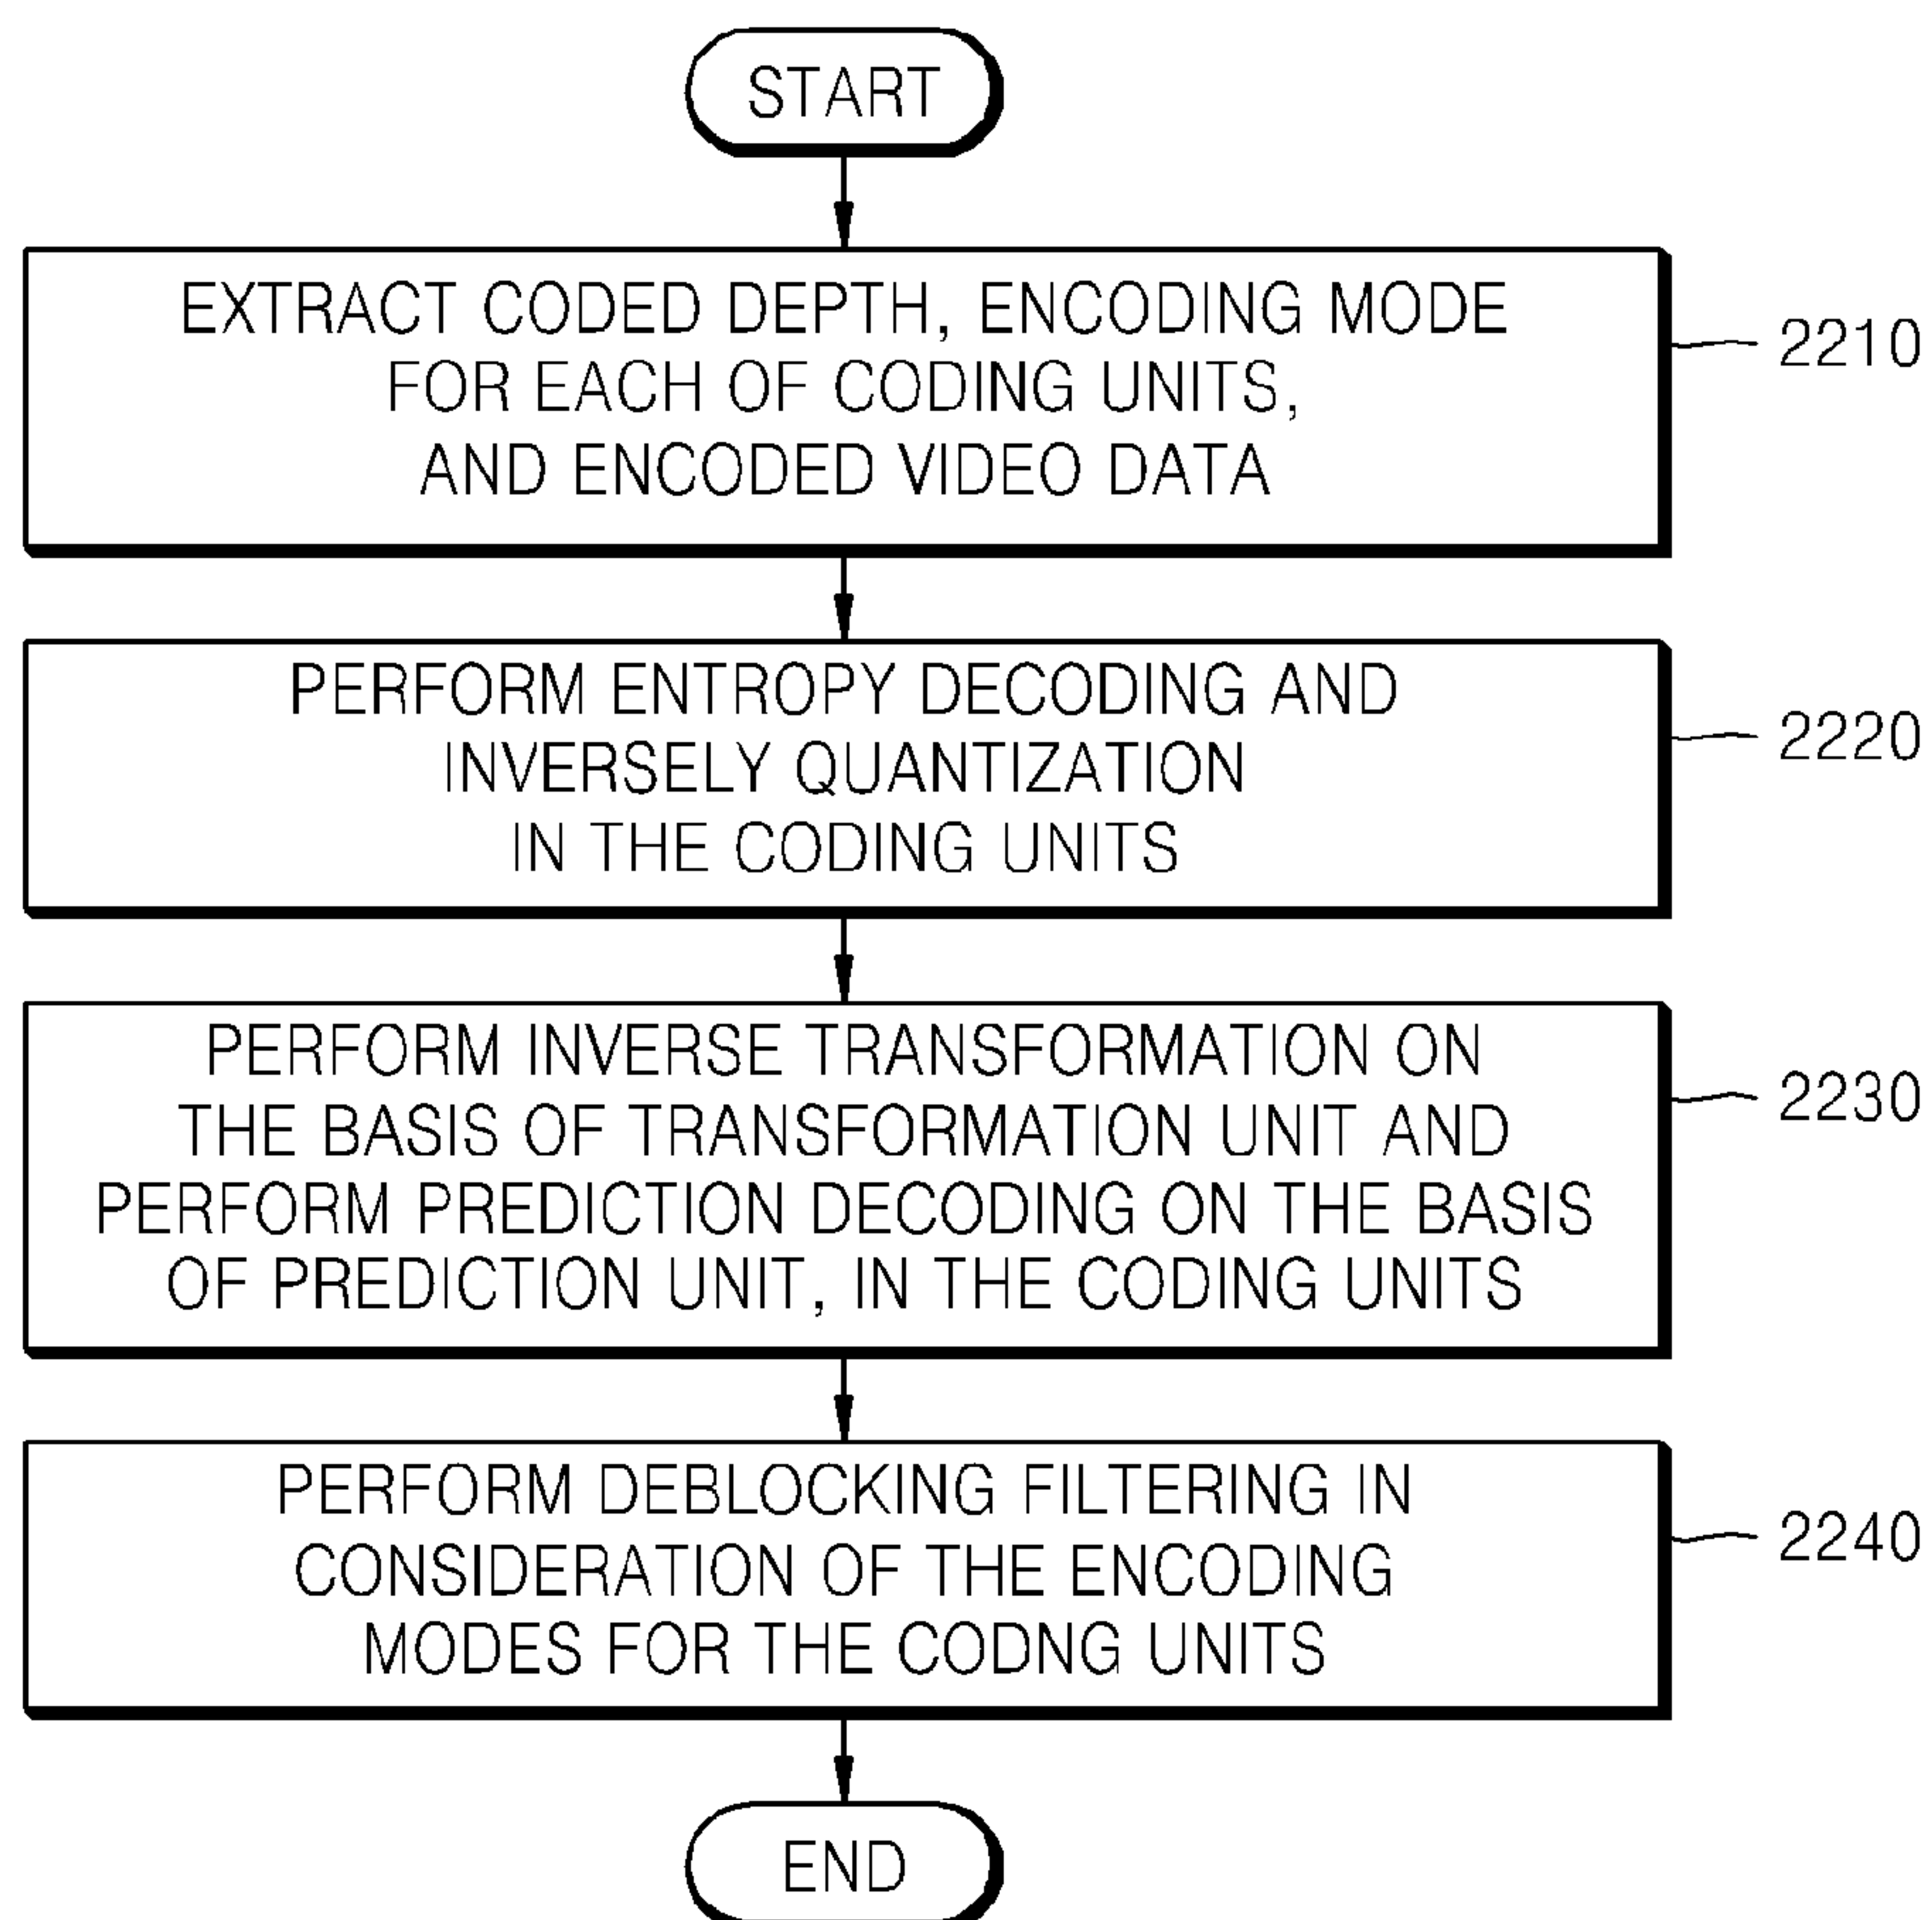 START
EXTRACT CODED DEPTH, ENCODING MODE
FOR EACH OF CODING UNITS,
AND ENCODED VIDEO DATA
2210
PERFORM ENTROPY DECODING AND
INVERSELY QUANTIZATION
IN THE CODING UNITS
2220
PERFORM INVERSE TRANSFORMATION ON
THE BASIS OF TRANSFORMATION UNIT AND
PERFORM PREDICTION DECODING ON THE BASIS
OF PREDICTION UNIT, IN THE CODING UNITS
2230
PERFORM DEBLOCKING FILTERING IN
CONSIDERATION OF THE ENCODING
MODES FOR THE CODNG UNITS
2240
END